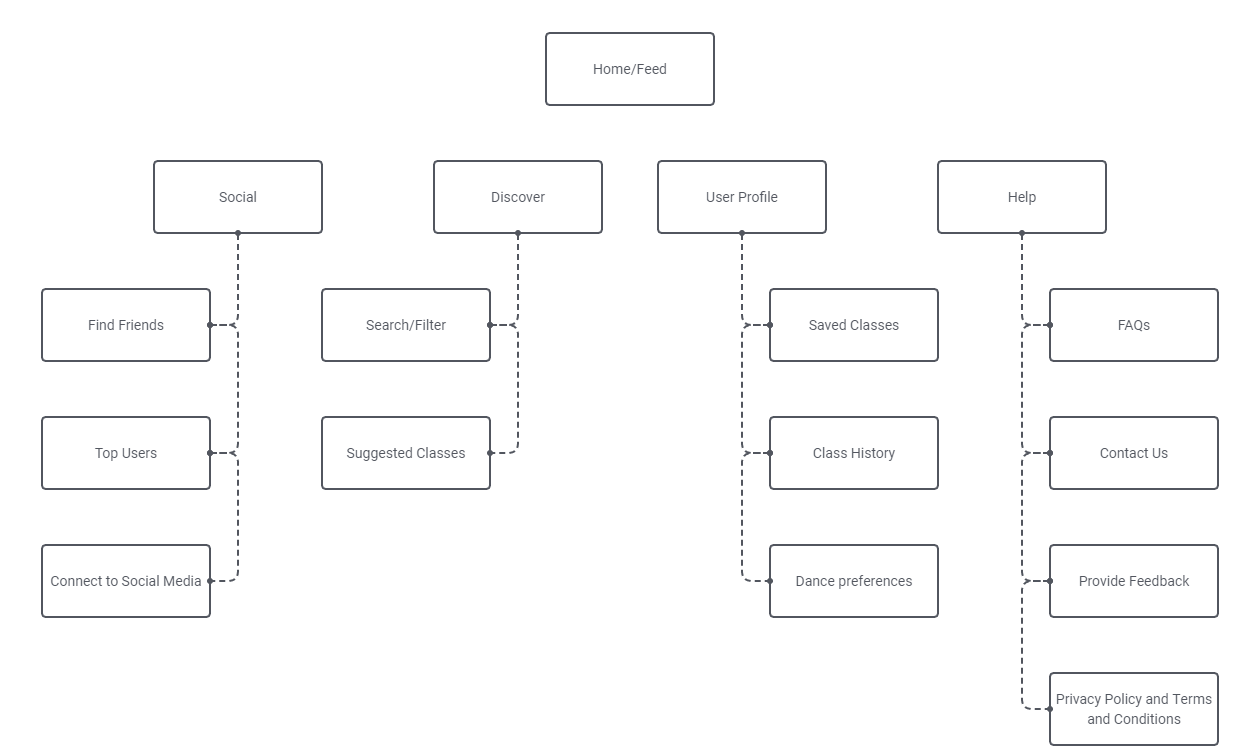 Home/Feed
Social
Discover
User Profile
Help
Find Friends
Search/Filter
Saved Classes
FAQs
Top Users
Suggested Classes
Class History
Contact Us
Connect to Social Media
Dance preferences
Provide Feedback
Privacy Policy and Terms
and Conditions